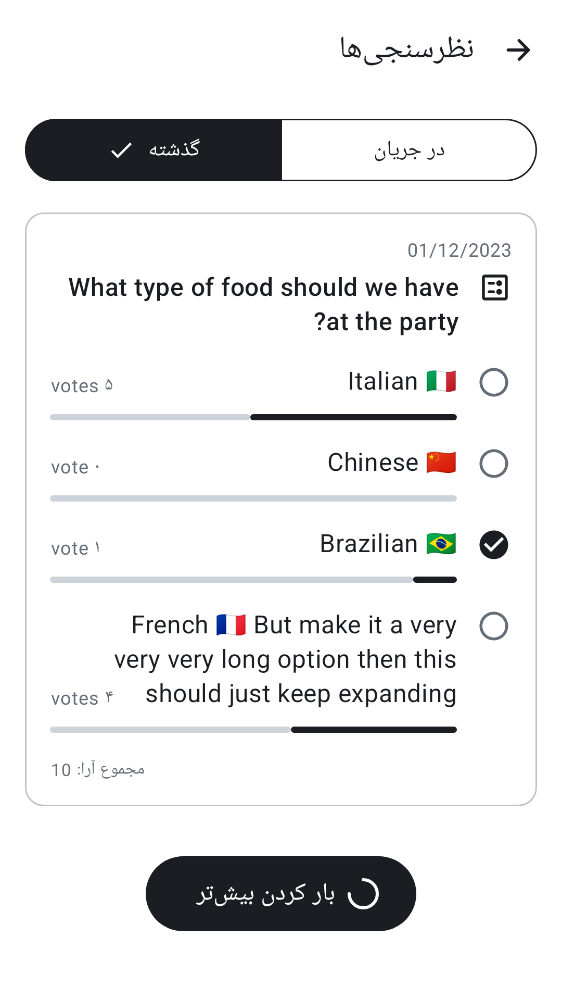 نظرسنجی‌ها
در جریان
گذشته
01/12/2023
What type of food should we have
at the party?
Italian 🇮🇹
۵ votes
Chinese 🇨🇳
۰ vote
Brazilian 🇧🇷
۱ vote
French 🇫🇷 But make it a very
very very long option then this
should just keep expanding
۴ votes
مجموع آرا: 10
بار کردن بیش‌تر